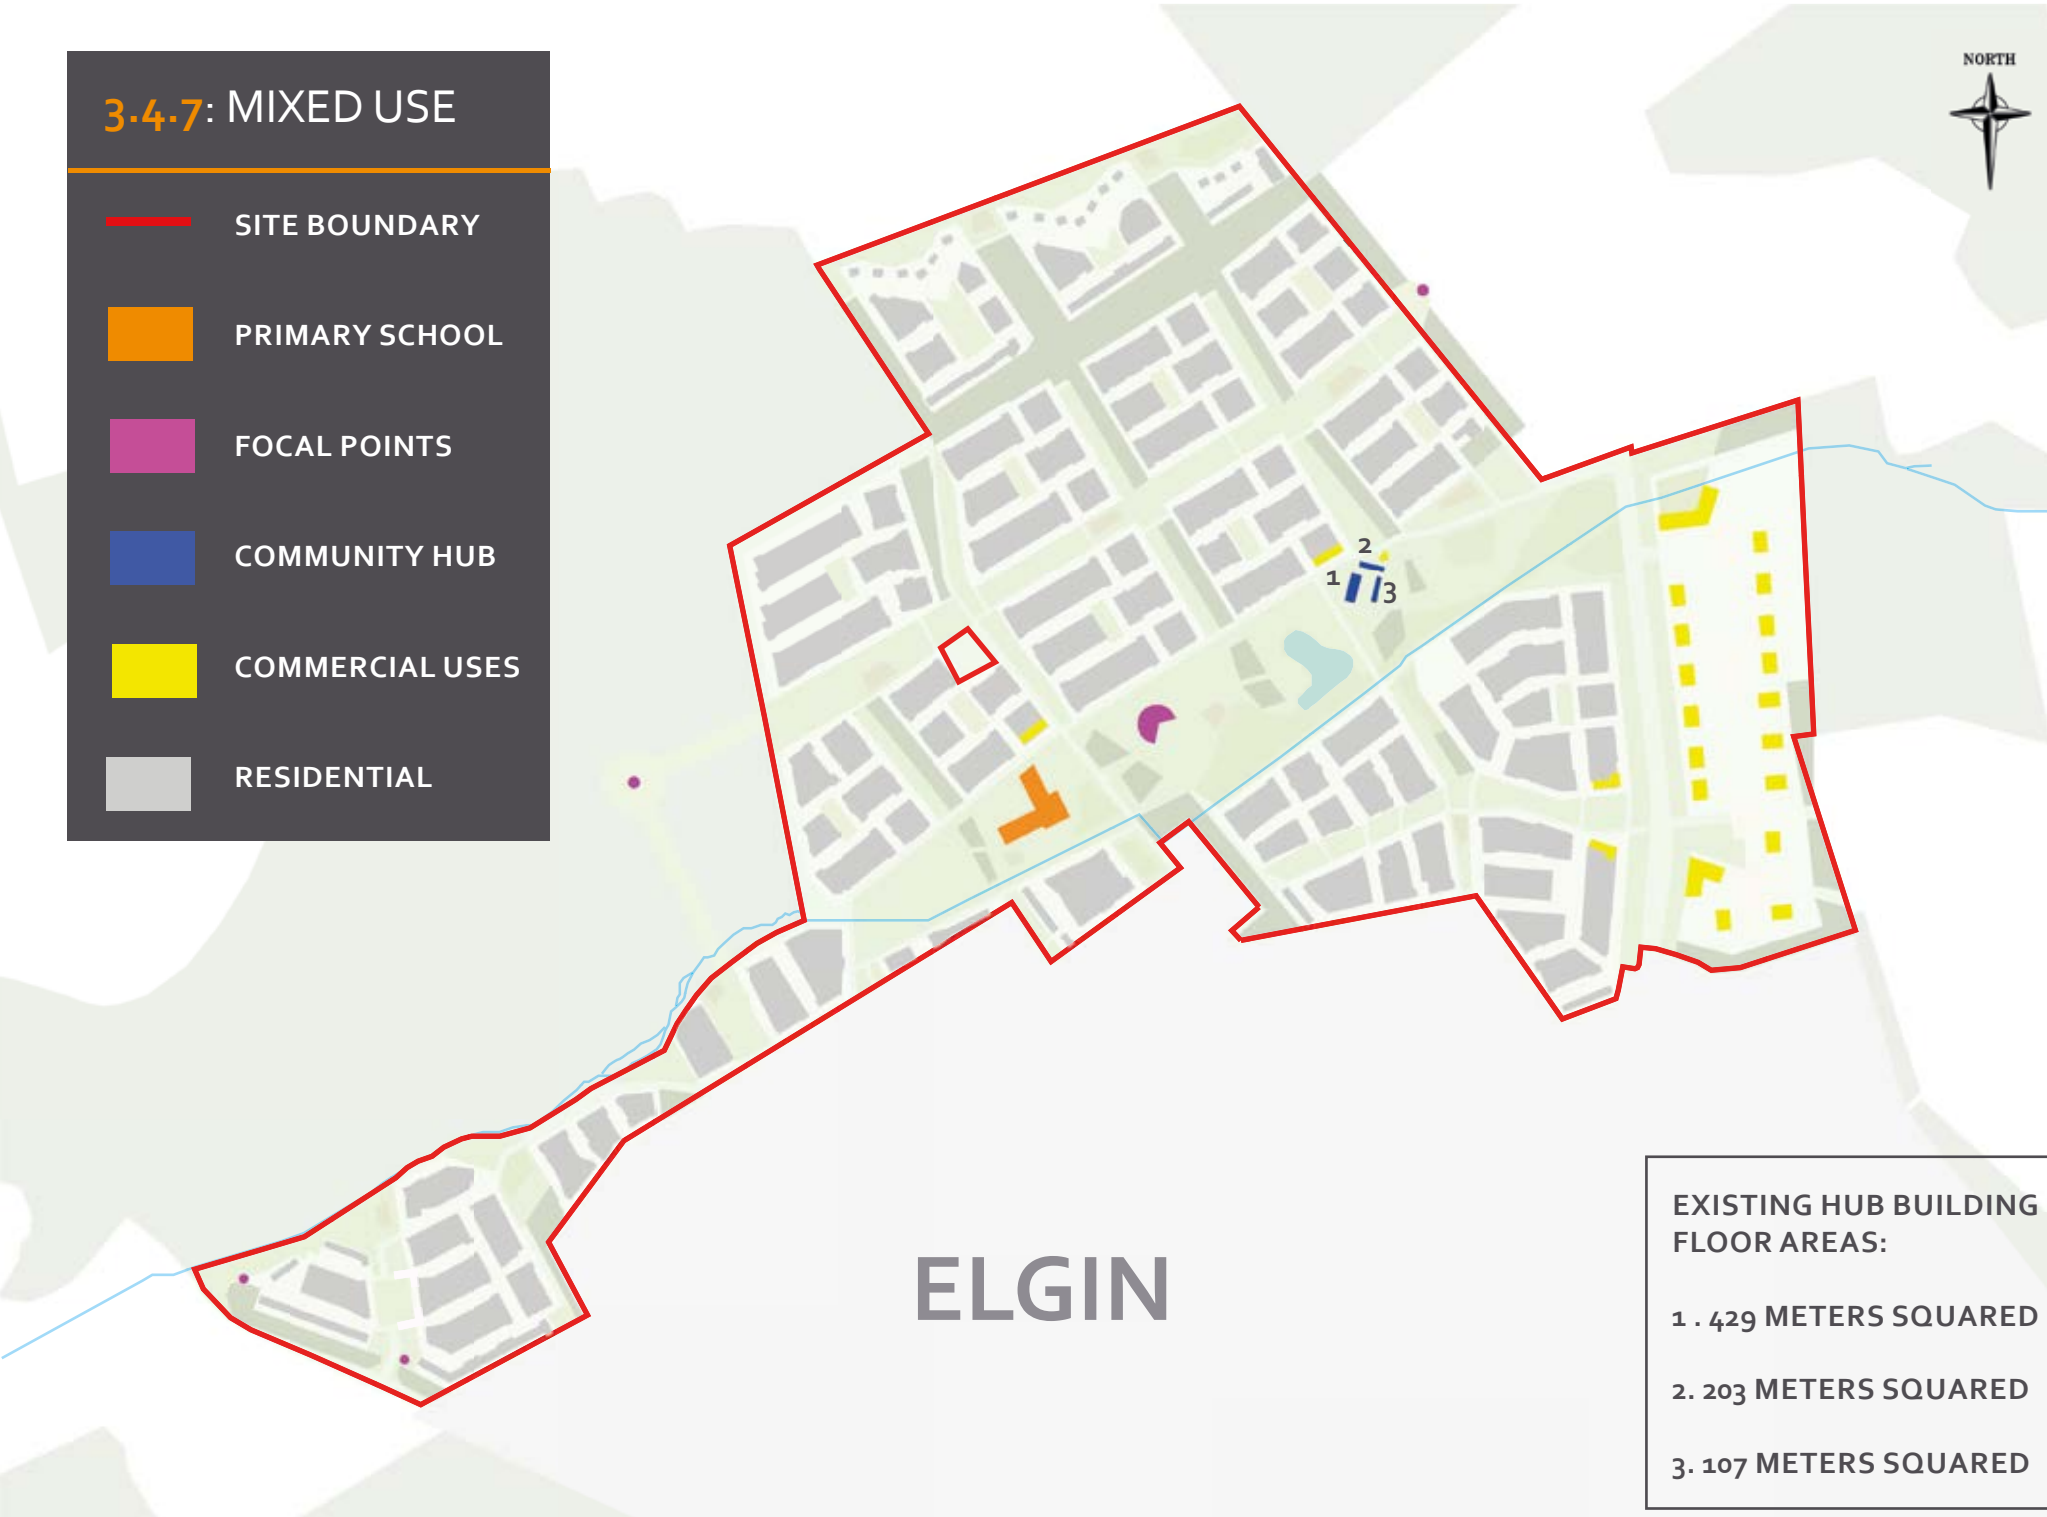 3.4.7: MIXED USE
SITE BOUNDARY
PRIMARY SCHOOL
FOCAL POINTS
COMMUNITY HUB
COMMERCIAL USES
RESIDENTIAL
NORTH
2
1
3
ELGIN
EXISTING HUB BUILDING
FLOOR AREAS:
1 . 429 METERS SQUARED
2. 203 METERS SQUARED
3. 107 METERS SQUARED